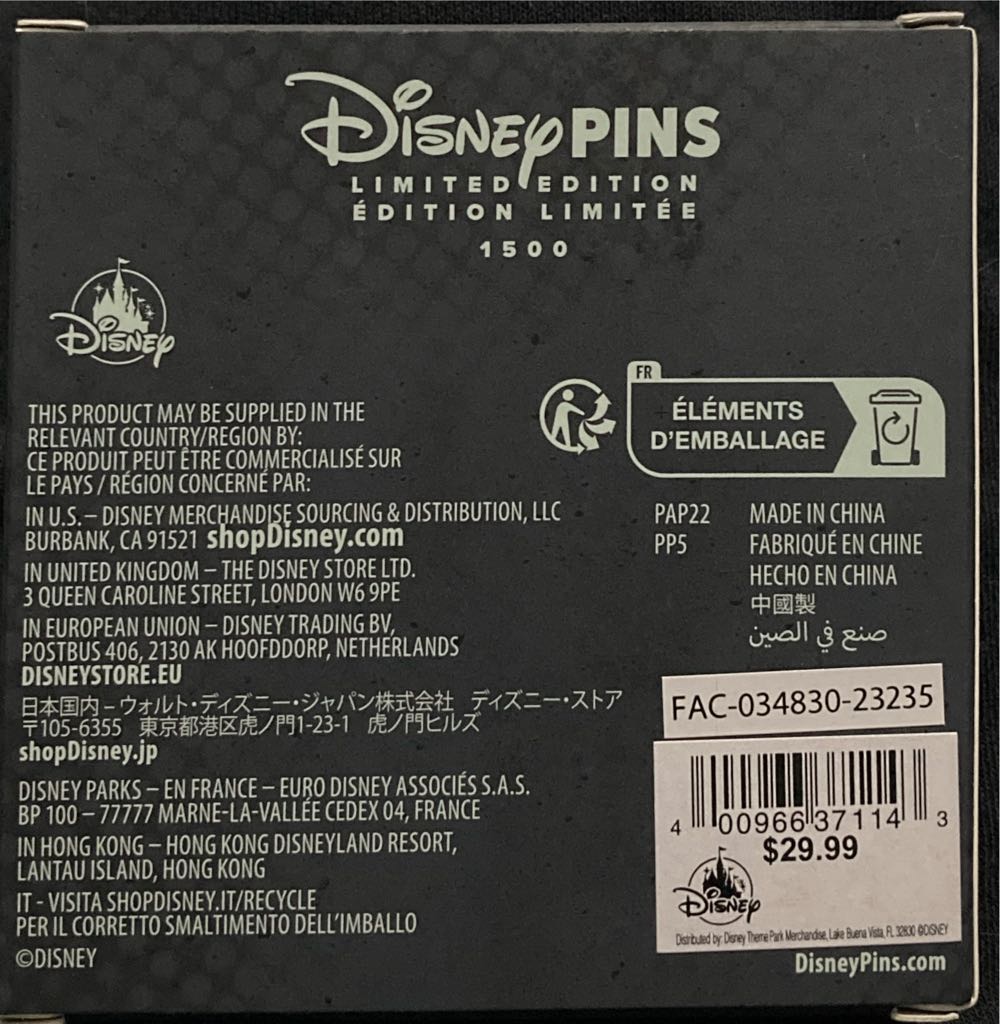 Disney PINS
LIMITED EDITION
ÉDITION LIMITÉE
1500
Disney
THIS PRODUCT MAY BE SUPPLIED IN THE
RELEVANT COUNTRY/REGION BY:
CE PRODUIT PEUT ÊTRE COMMERCIALISÉ SUR
LE PAYS / RÉGION CONCERNÉ PAR:
IN U.S. – DISNEY MERCHANDISE SOURCING & DISTRIBUTION, LLC
BURBANK, CA 91521 shopDisney.com
IN UNITED KINGDOM – THE DISNEY STORE LTD.
3 QUEEN CAROLINE STREET, LONDON W6 9PE
IN EUROPEAN UNION – DISNEY TRADING BV,
POSTBUS 406, 2130 AK HOOFDDORP, NETHERLANDS
DISNEYSTORE.EU
日本国内 – ウォルト・ディズニー・ジャパン株式会社 ディズニー・ストア
〒105-6355 東京都港区虎ノ門1-23-1 虎ノ門ヒルズ
shopDisney.jp
DISNEY PARKS – EN FRANCE – EURO DISNEY ASSOCIÉS S.A.S.
BP 100 – 77777 MARNE-LA-VALLÉE CEDEX 04, FRANCE
IN HONG KONG – HONG KONG DISNEYLAND RESORT,
LANTAU ISLAND, HONG KONG
IT - VISITA SHOPDISNEY.IT/RECYCLE
PER IL CORRETTO SMALTIMENTO DELL'IMBALLO
©DISNEY
FR
ÉLÉMENTS
D'EMBALLAGE
PAP22
PP5
MADE IN CHINA
FABRIQUÉ EN CHINE
HECHO EN CHINA
中國製
صنع في الصين
FAC-034830-23235
4 00966 37114 3
$29.99
Disney
Distributed by: Disney Theme Park Merchandise, Lake Buena Vista, FL 32830 ©DISNEY
DisneyPins.com